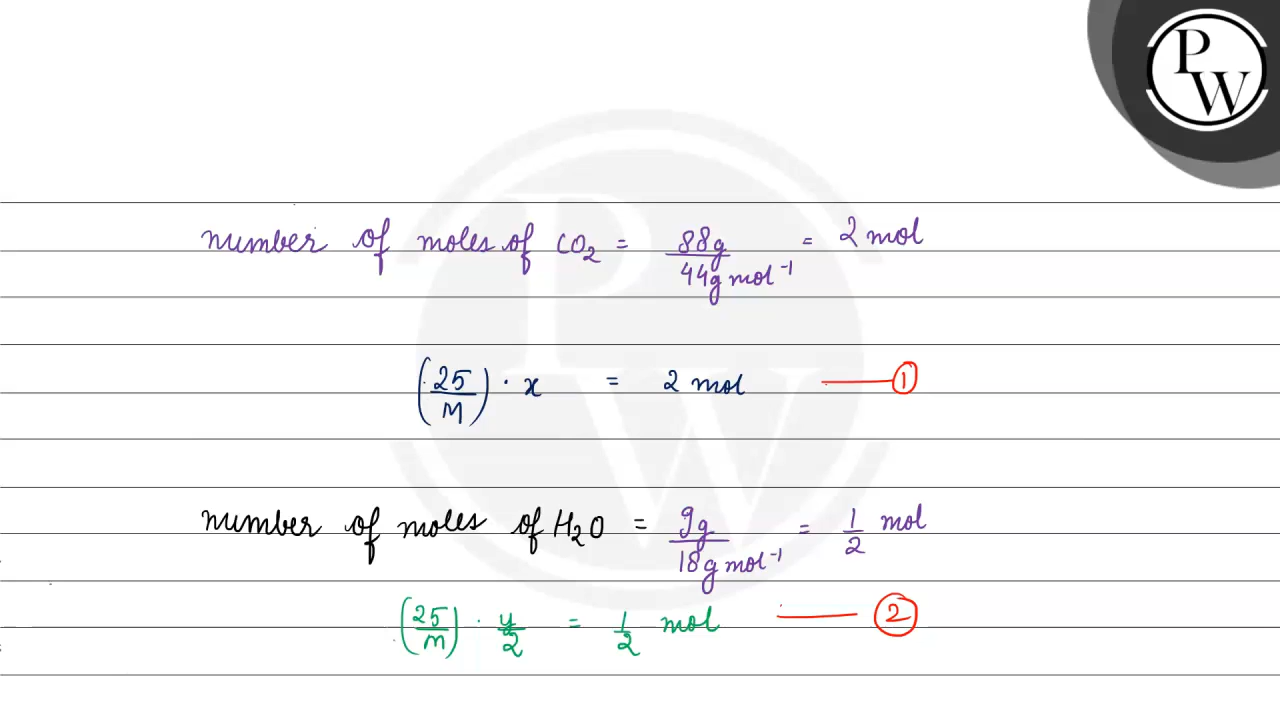 PW
number of moles of CO₂ = 88g / 44g mol⁻¹ = 2 mol
(25/M) · x = 2 mol —— ①
number of moles of H₂O = 9g / 18g mol⁻¹ = 1/2 mol
(25/M) · y/2 = 1/2 mol —— ②